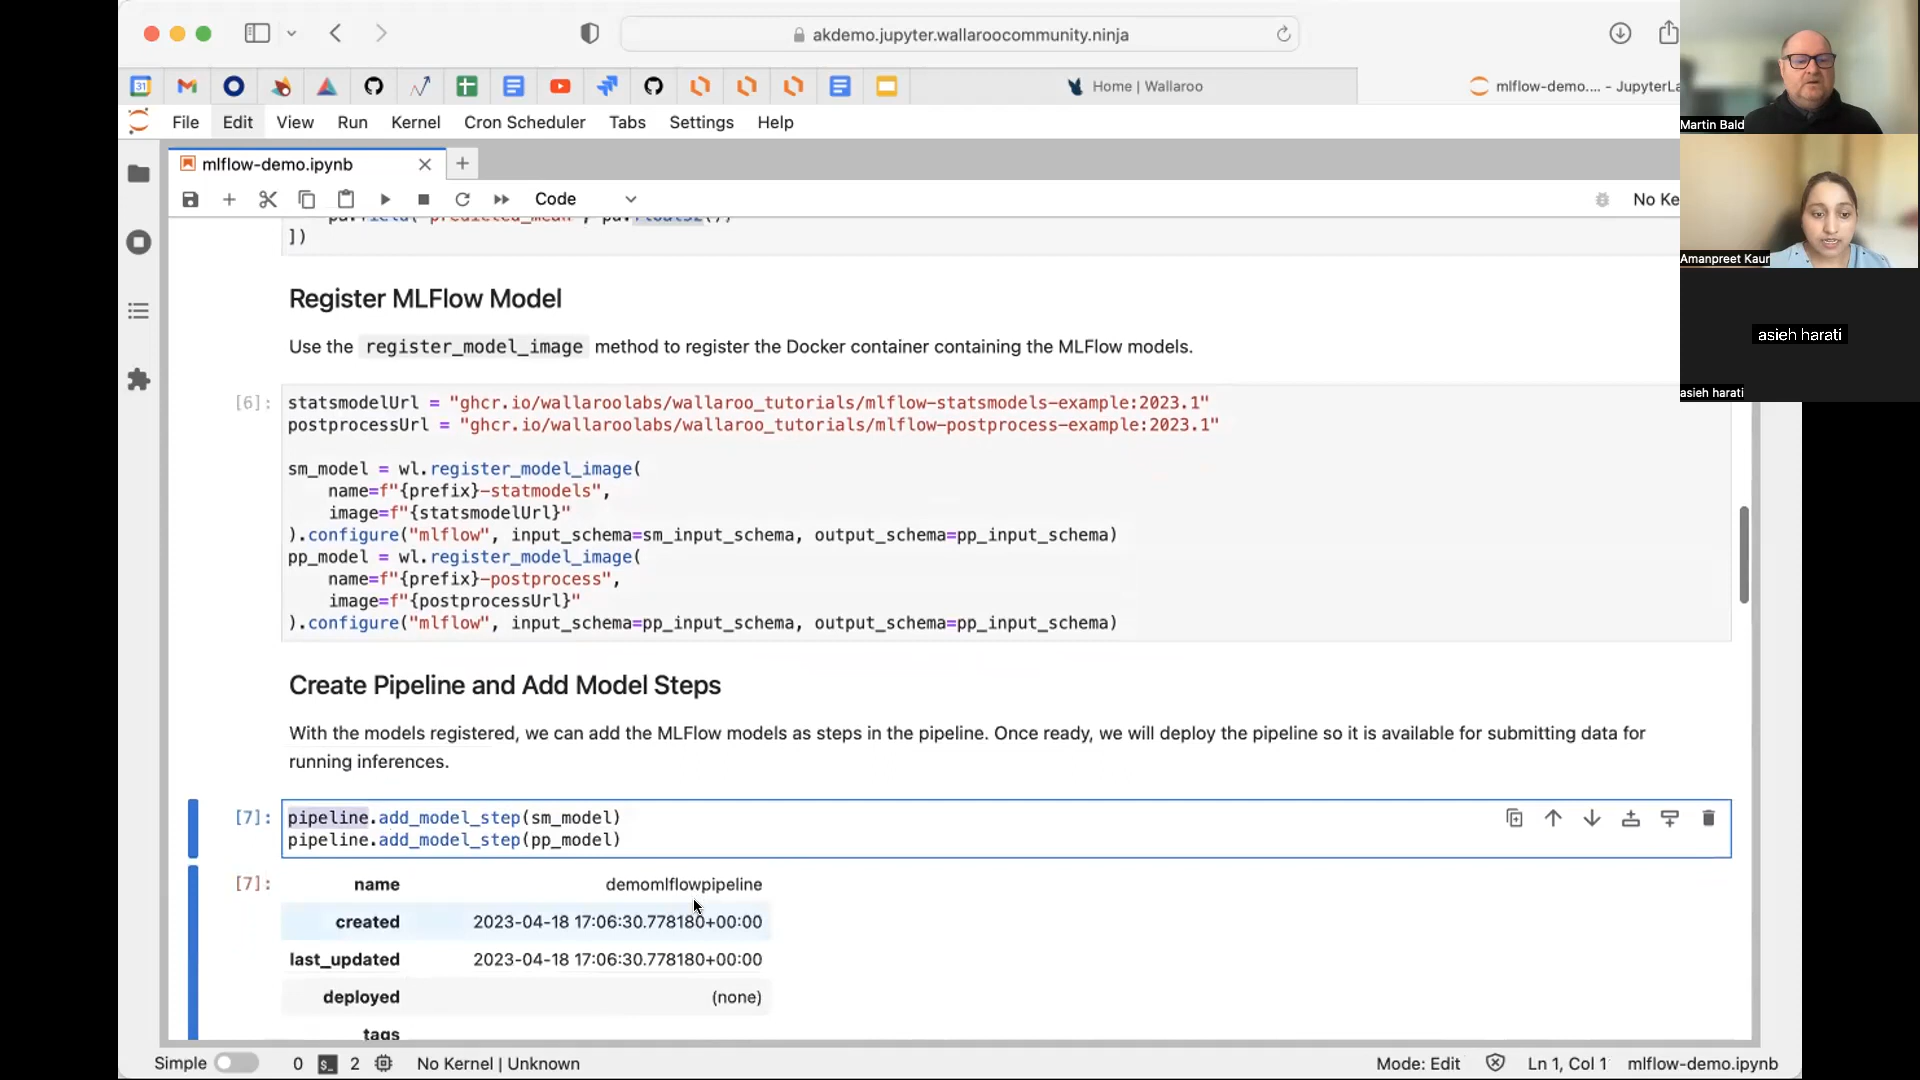 akdemo.jupyter.wallaroocommunity.ninja
31
Home | Wallaroo
mlflow-demo.... - JupyterLa
File Edit View Run Kernel Cron Scheduler Tabs Settings Help
mlflow-demo.ipynb
Code
No Ke
pa.field('predicted_mean', pa.float32())
])
Register MLFlow Model
Use the register_model_image method to register the Docker container containing the MLFlow models.
[6]:
statsmodelUrl = "ghcr.io/wallaroolabs/wallaroo_tutorials/mlflow-statsmodels-example:2023.1"
postprocessUrl = "ghcr.io/wallaroolabs/wallaroo_tutorials/mlflow-postprocess-example:2023.1"
sm_model = wl.register_model_image(
name=f"{prefix}-statmodels",
image=f"{statsmodelUrl}"
).configure("mlflow", input_schema=sm_input_schema, output_schema=pp_input_schema)
pp_model = wl.register_model_image(
name=f"{prefix}-postprocess",
image=f"{postprocessUrl}"
).configure("mlflow", input_schema=pp_input_schema, output_schema=pp_input_schema)
Create Pipeline and Add Model Steps
With the models registered, we can add the MLFlow models as steps in the pipeline. Once ready, we will deploy the pipeline so it is available for submitting data for
running inferences.
[7]:
pipeline.add_model_step(sm_model)
pipeline.add_model_step(pp_model)
[7]:
name demomlflowpipeline
created 2023-04-18 17:06:30.778180+00:00
last_updated 2023-04-18 17:06:30.778180+00:00
deployed (none)
tags
Simple 0 2 No Kernel | Unknown Mode: Edit Ln 1, Col 1 mlflow-demo.ipynb
Martin Bald
Amanpreet Kaur
asieh harati
asieh harati